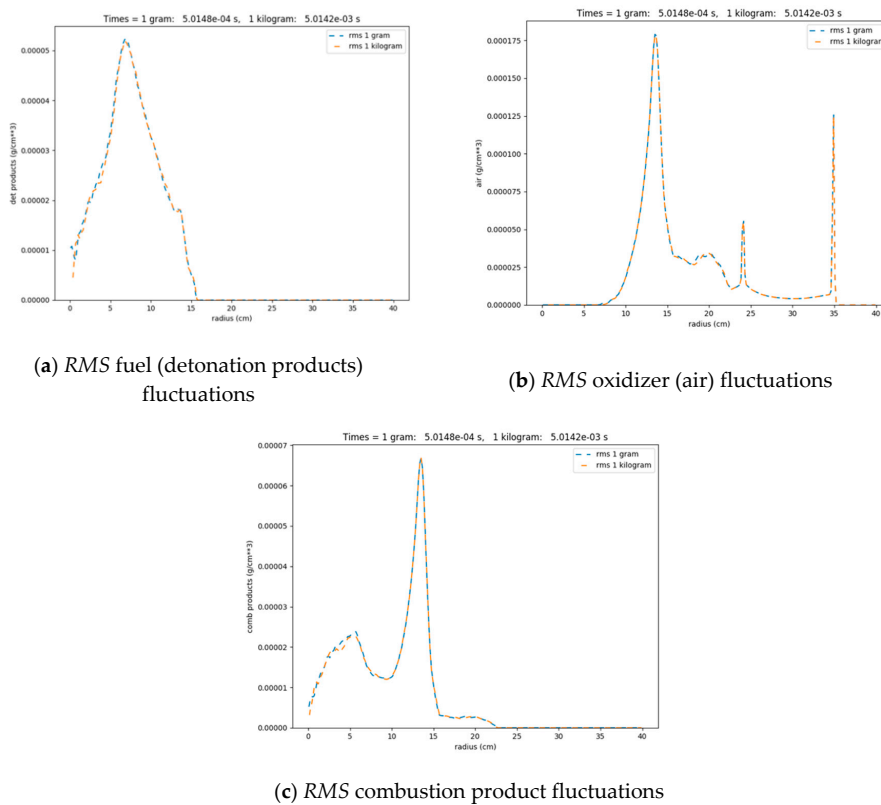 Times = 1 gram: 5.0148e-04 s, 1 kilogram: 5.0142e-03 s
rms 1 gram
rms 1 kilogram
det products (g/cm**3)
0.00005
0.00004
0.00003
0.00002
0.00001
0.00000
0 5 10 15 20 25 30 35 40
radius (cm)
(a) RMS fuel (detonation products)
fluctuations
Times = 1 gram: 5.0148e-04 s, 1 kilogram: 5.0142e-03 s
rms 1 gram
rms 1 kilogram
air (g/cm**3)
0.000175
0.000150
0.000125
0.000100
0.000075
0.000050
0.000025
0.000000
0 5 10 15 20 25 30 35 40
radius (cm)
(b) RMS oxidizer (air) fluctuations
Times = 1 gram: 5.0148e-04 s, 1 kilogram: 5.0142e-03 s
rms 1 gram
rms 1 kilogram
comb products (g/cm**3)
0.00007
0.00006
0.00005
0.00004
0.00003
0.00002
0.00001
0.00000
0 5 10 15 20 25 30 35 40
radius (cm)
(c) RMS combustion product fluctuations